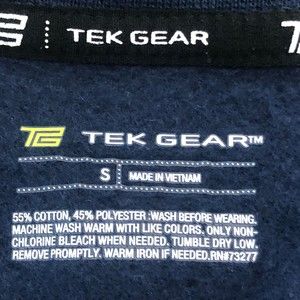 S TEK GEAR
TEK GEAR™
S MADE IN VIETNAM
55% COTTON, 45% POLYESTER :WASH BEFORE WEARING.
MACHINE WASH WARM WITH LIKE COLORS. ONLY NON-
CHLORINE BLEACH WHEN NEEDED. TUMBLE DRY LOW.
REMOVE PROMPTLY. WARM IRON IF NEEDED.RN#73277